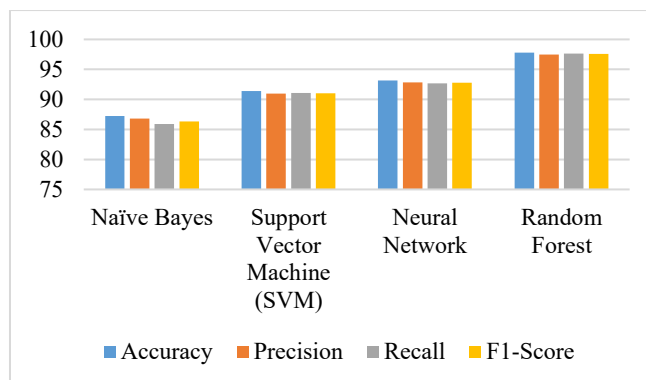 100
95
90
85
80
75
Naïve Bayes
Support
Vector
Machine
(SVM)
Neural
Network
Random
Forest
Accuracy Precision Recall F1-Score